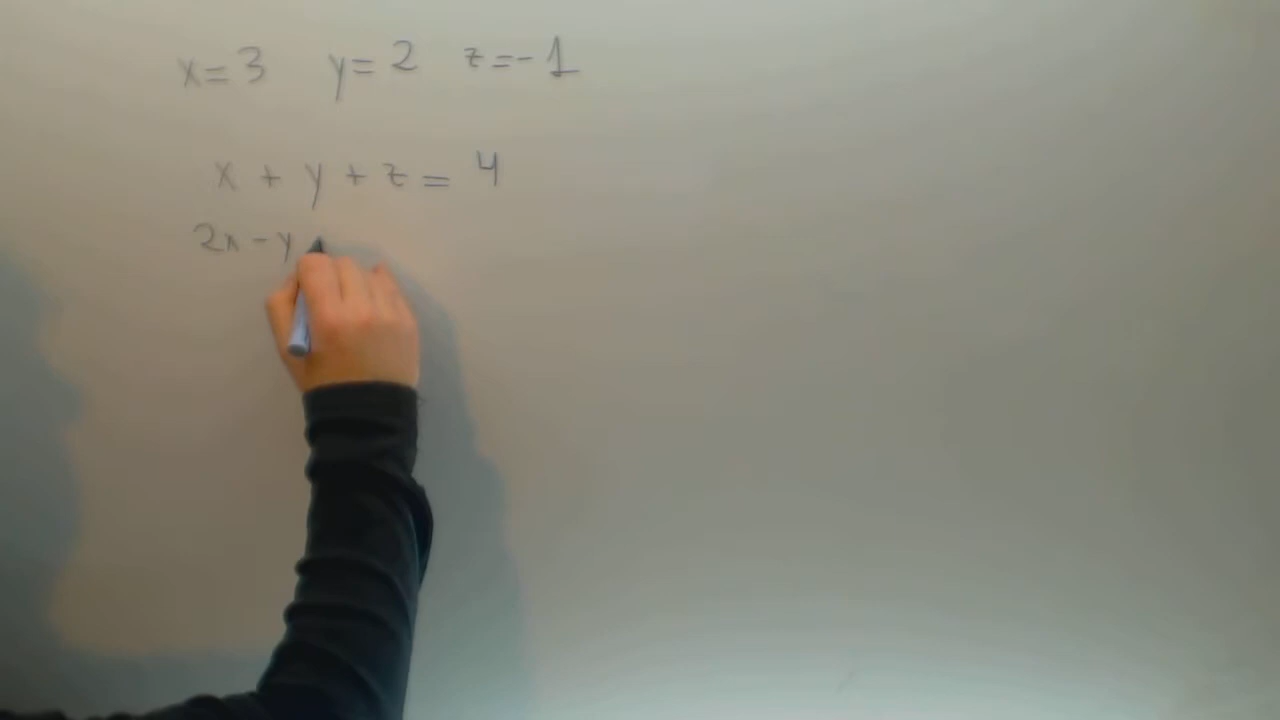 x=3 y=2 z=-1
x + y + z = 4
2x - y